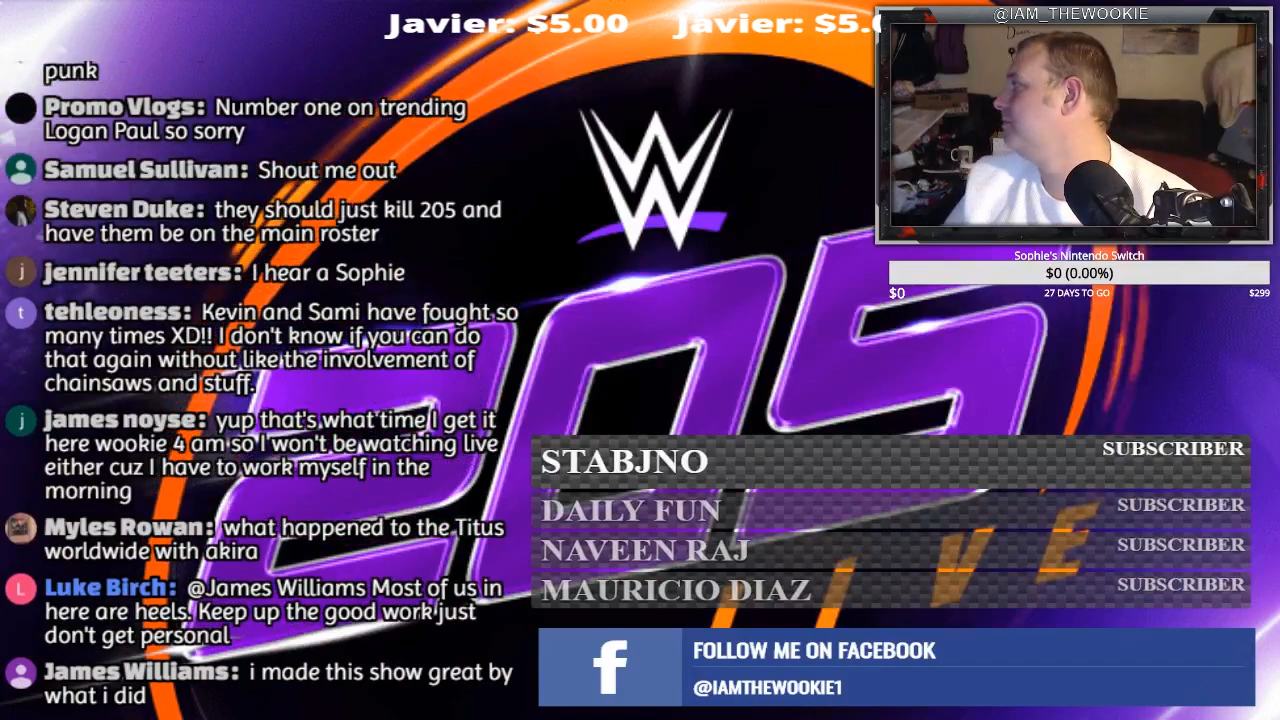 Javier: $5.00 Javier: $5.0
@IAM_THEWOOKIE
punk
Promo Vlogs: Number one on trending
Logan Paul so sorry
Samuel Sullivan: Shout me out
Steven Duke: they should just kill 205 and
have them be on the main roster
jennifer teeters: I hear a Sophie
tehleoness: Kevin and Sami have fought so
many times XD!! I don't know if you can do
that again without like the involvement of
chainsaws and stuff.
james noyse: yup that's what time I get it
here wookie 4 am so I won't be watching live
either cuz I have to work myself in the
morning
Myles Rowan: what happened to the Titus
worldwide with akira
Luke Birch: @James Williams Most of us in
here are heels. Keep up the good work just
don't get personal
James Williams: i made this show great by
what i did
W
205
LIVE
Sophie's Nintendo Switch
$0 (0.00%)
$0 27 DAYS TO GO $299
STABJNO SUBSCRIBER
DAILY FUN SUBSCRIBER
NAVEEN RAJ SUBSCRIBER
MAURICIO DIAZ SUBSCRIBER
f
FOLLOW ME ON FACEBOOK
@IAMTHEWOOKIE1